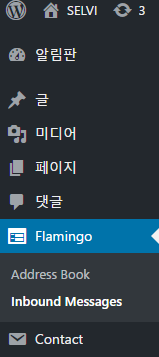 SELVI 3
알림판
글
미디어
페이지
댓글
Flamingo
Address Book
Inbound Messages
Contact